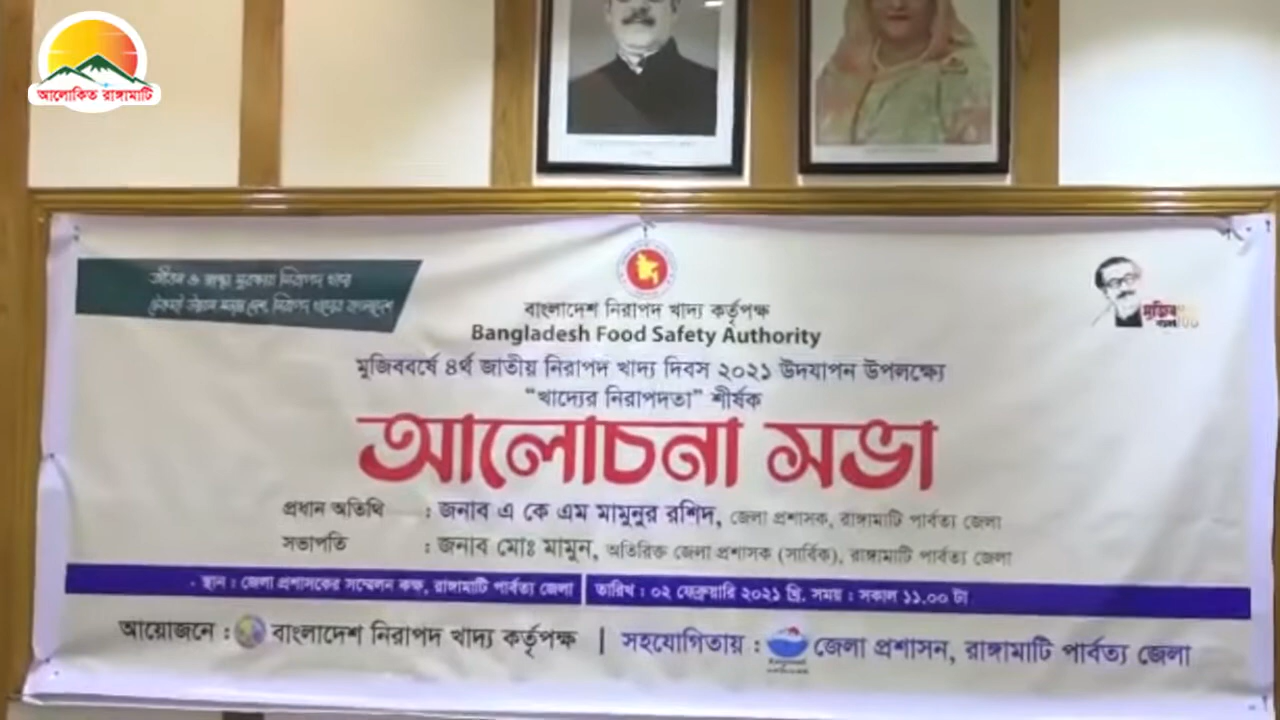 আলোকিত রাঙ্গামাটি
জীবন ও স্বাস্থ্য সুরক্ষায় নিরাপদ খাদ্য
বাংলাদেশ নিরাপদ খাদ্য কর্তৃপক্ষ
Bangladesh Food Safety Authority
মুজিববর্ষে ৪র্থ জাতীয় নিরাপদ খাদ্য দিবস ২০২১ উদযাপন উপলক্ষ্যে
“খাদ্যের নিরাপদতা” শীর্ষক
আলোচনা সভা
প্রধান অতিথি : জনাব এ কে এম মামুনুর রশিদ, জেলা প্রশাসক, রাঙ্গামাটি পার্বত্য জেলা
সভাপতি : জনাব মোঃ মামুন, অতিরিক্ত জেলা প্রশাসক (সার্বিক), রাঙ্গামাটি পার্বত্য জেলা
স্থান : জেলা প্রশাসকের সম্মেলন কক্ষ, রাঙ্গামাটি পার্বত্য জেলা তারিখ : ০২ ফেব্রুয়ারি ২০২১ খ্রি. সময় : সকাল ১১.০০ টা
আয়োজনে : বাংলাদেশ নিরাপদ খাদ্য কর্তৃপক্ষ | সহযোগিতায় : জেলা প্রশাসন, রাঙ্গামাটি পার্বত্য জেলা